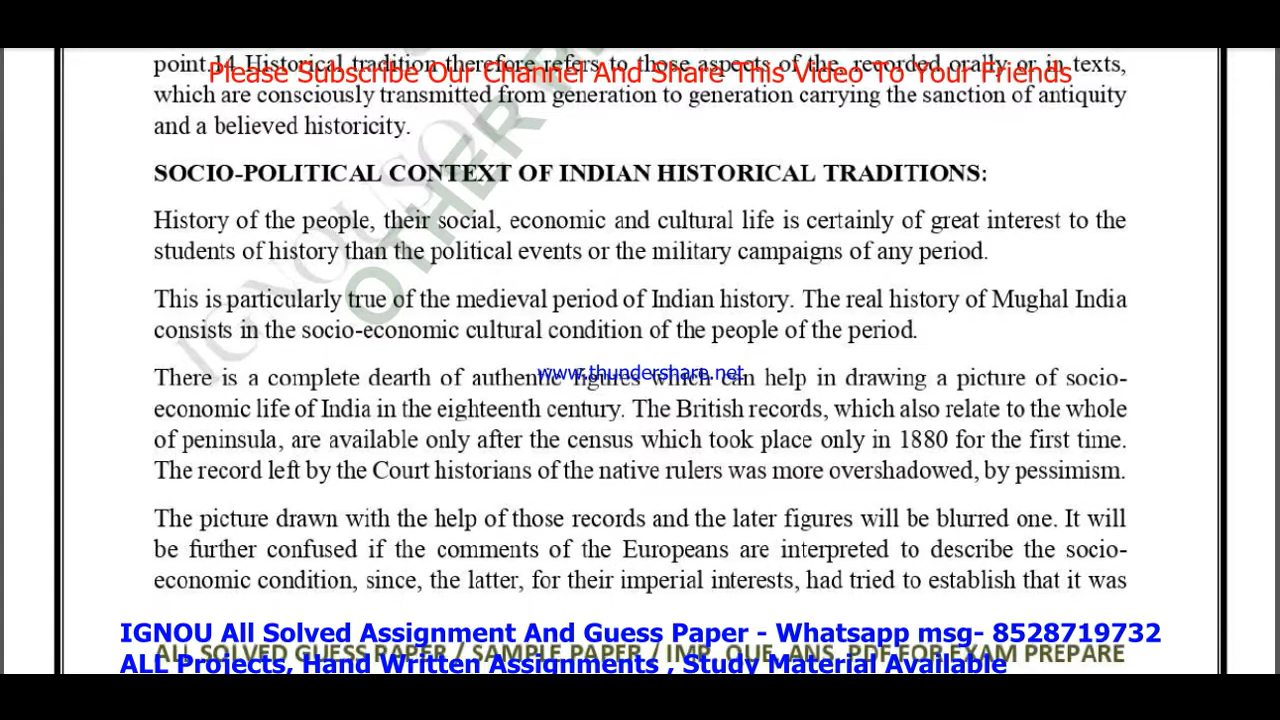 point.14 Historical tradition therefore refers to those aspects of the, recorded orally or in texts,
Please Subscribe Our Channel And Share This Video To Your Friends
which are consciously transmitted from generation to generation carrying the sanction of antiquity
and a believed historicity.
SOCIO-POLITICAL CONTEXT OF INDIAN HISTORICAL TRADITIONS:
History of the people, their social, economic and cultural life is certainly of great interest to the
students of history than the political events or the military campaigns of any period.
This is particularly true of the medieval period of Indian history. The real history of Mughal India
consists in the socio-economic cultural condition of the people of the period.
www.thundershare.net
There is a complete dearth of authentic figures which can help in drawing a picture of socio-
economic life of India in the eighteenth century. The British records, which also relate to the whole
of peninsula, are available only after the census which took place only in 1880 for the first time.
The record left by the Court historians of the native rulers was more overshadowed, by pessimism.
The picture drawn with the help of those records and the later figures will be blurred one. It will
be further confused if the comments of the Europeans are interpreted to describe the socio-
economic condition, since, the latter, for their imperial interests, had tried to establish that it was
IGNOU All Solved Assignment And Guess Paper - Whatsapp msg- 8528719732
ALL SOLVED GUESS PAPER / SAMPLE PAPER / IMP. QUE. ANS. PDF FOR EXAM PREPARE
ALL Projects, Hand Written Assignments , Study Material Available